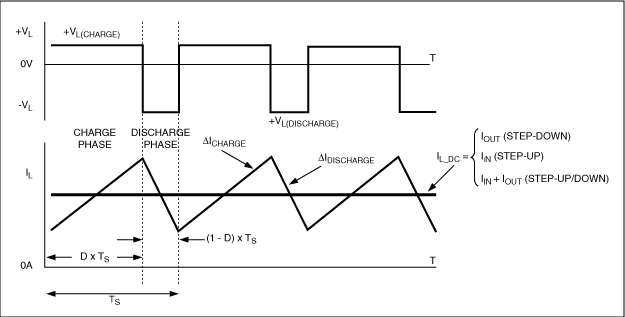 +VL
+VL(CHARGE)
0V
T
-VL
+VL(DISCHARGE)
CHARGE PHASE
DISCHARGE PHASE
ΔICHARGE
ΔIDISCHARGE
IL
IL_DC =
IOUT (STEP-DOWN)
IIN (STEP-UP)
IIN + IOUT (STEP-UP/DOWN)
(1 - D) x TS
D x TS
0A
T
TS